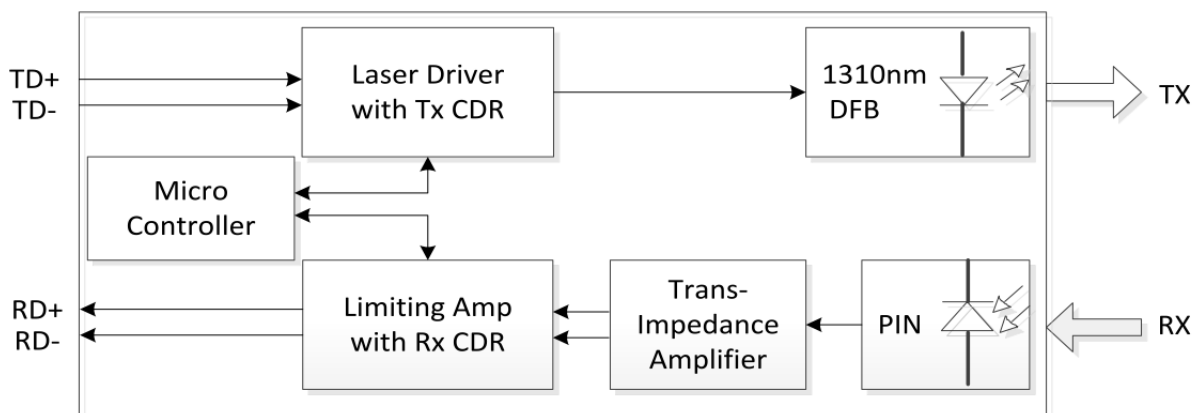 TD+
TD-
Laser Driver
with Tx CDR
1310nm
DFB
TX
Micro
Controller
RD+
RD-
Limiting Amp
with Rx CDR
Trans-
Impedance
Amplifier
PIN
RX